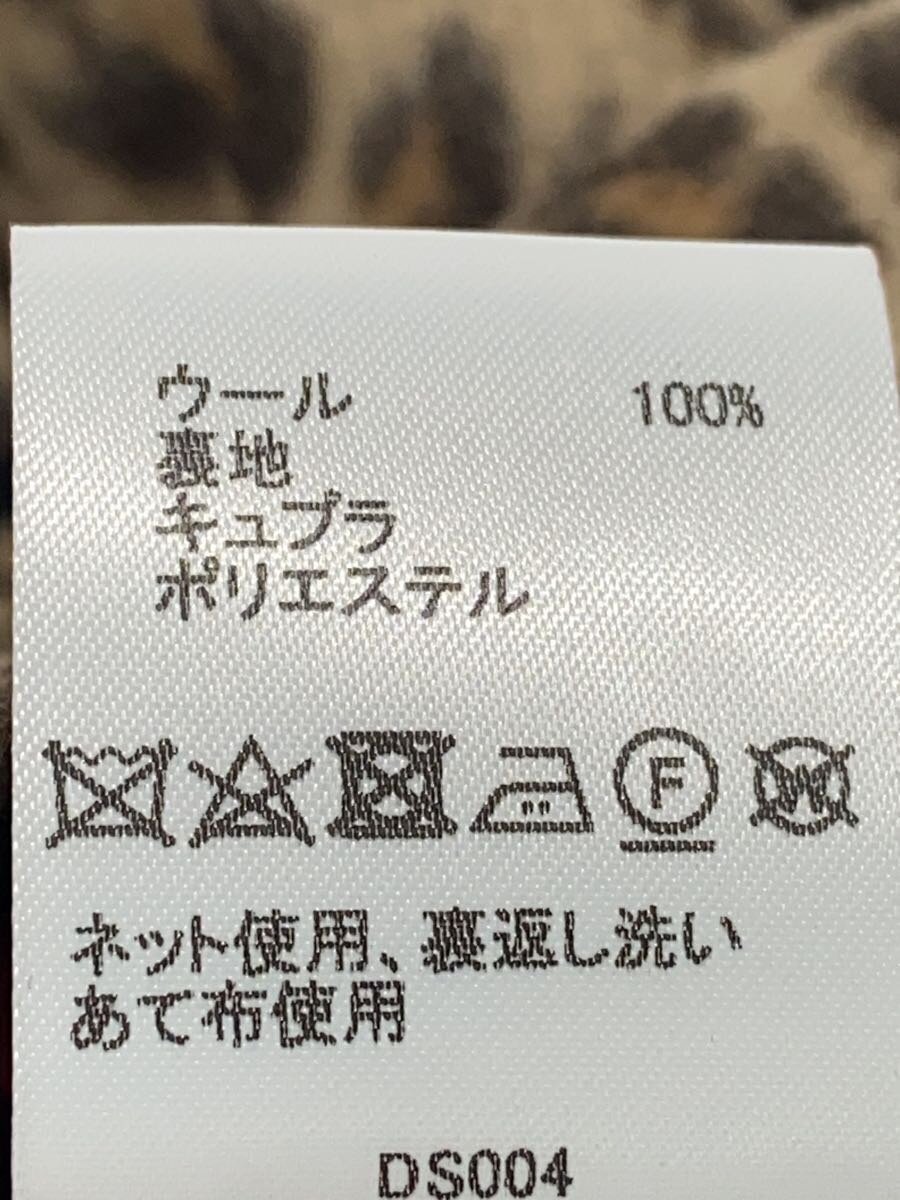 ウール 100%
裏地
キュプラ
ポリエステル
F W
ネット使用、裏返し洗い
あて布使用
DS004